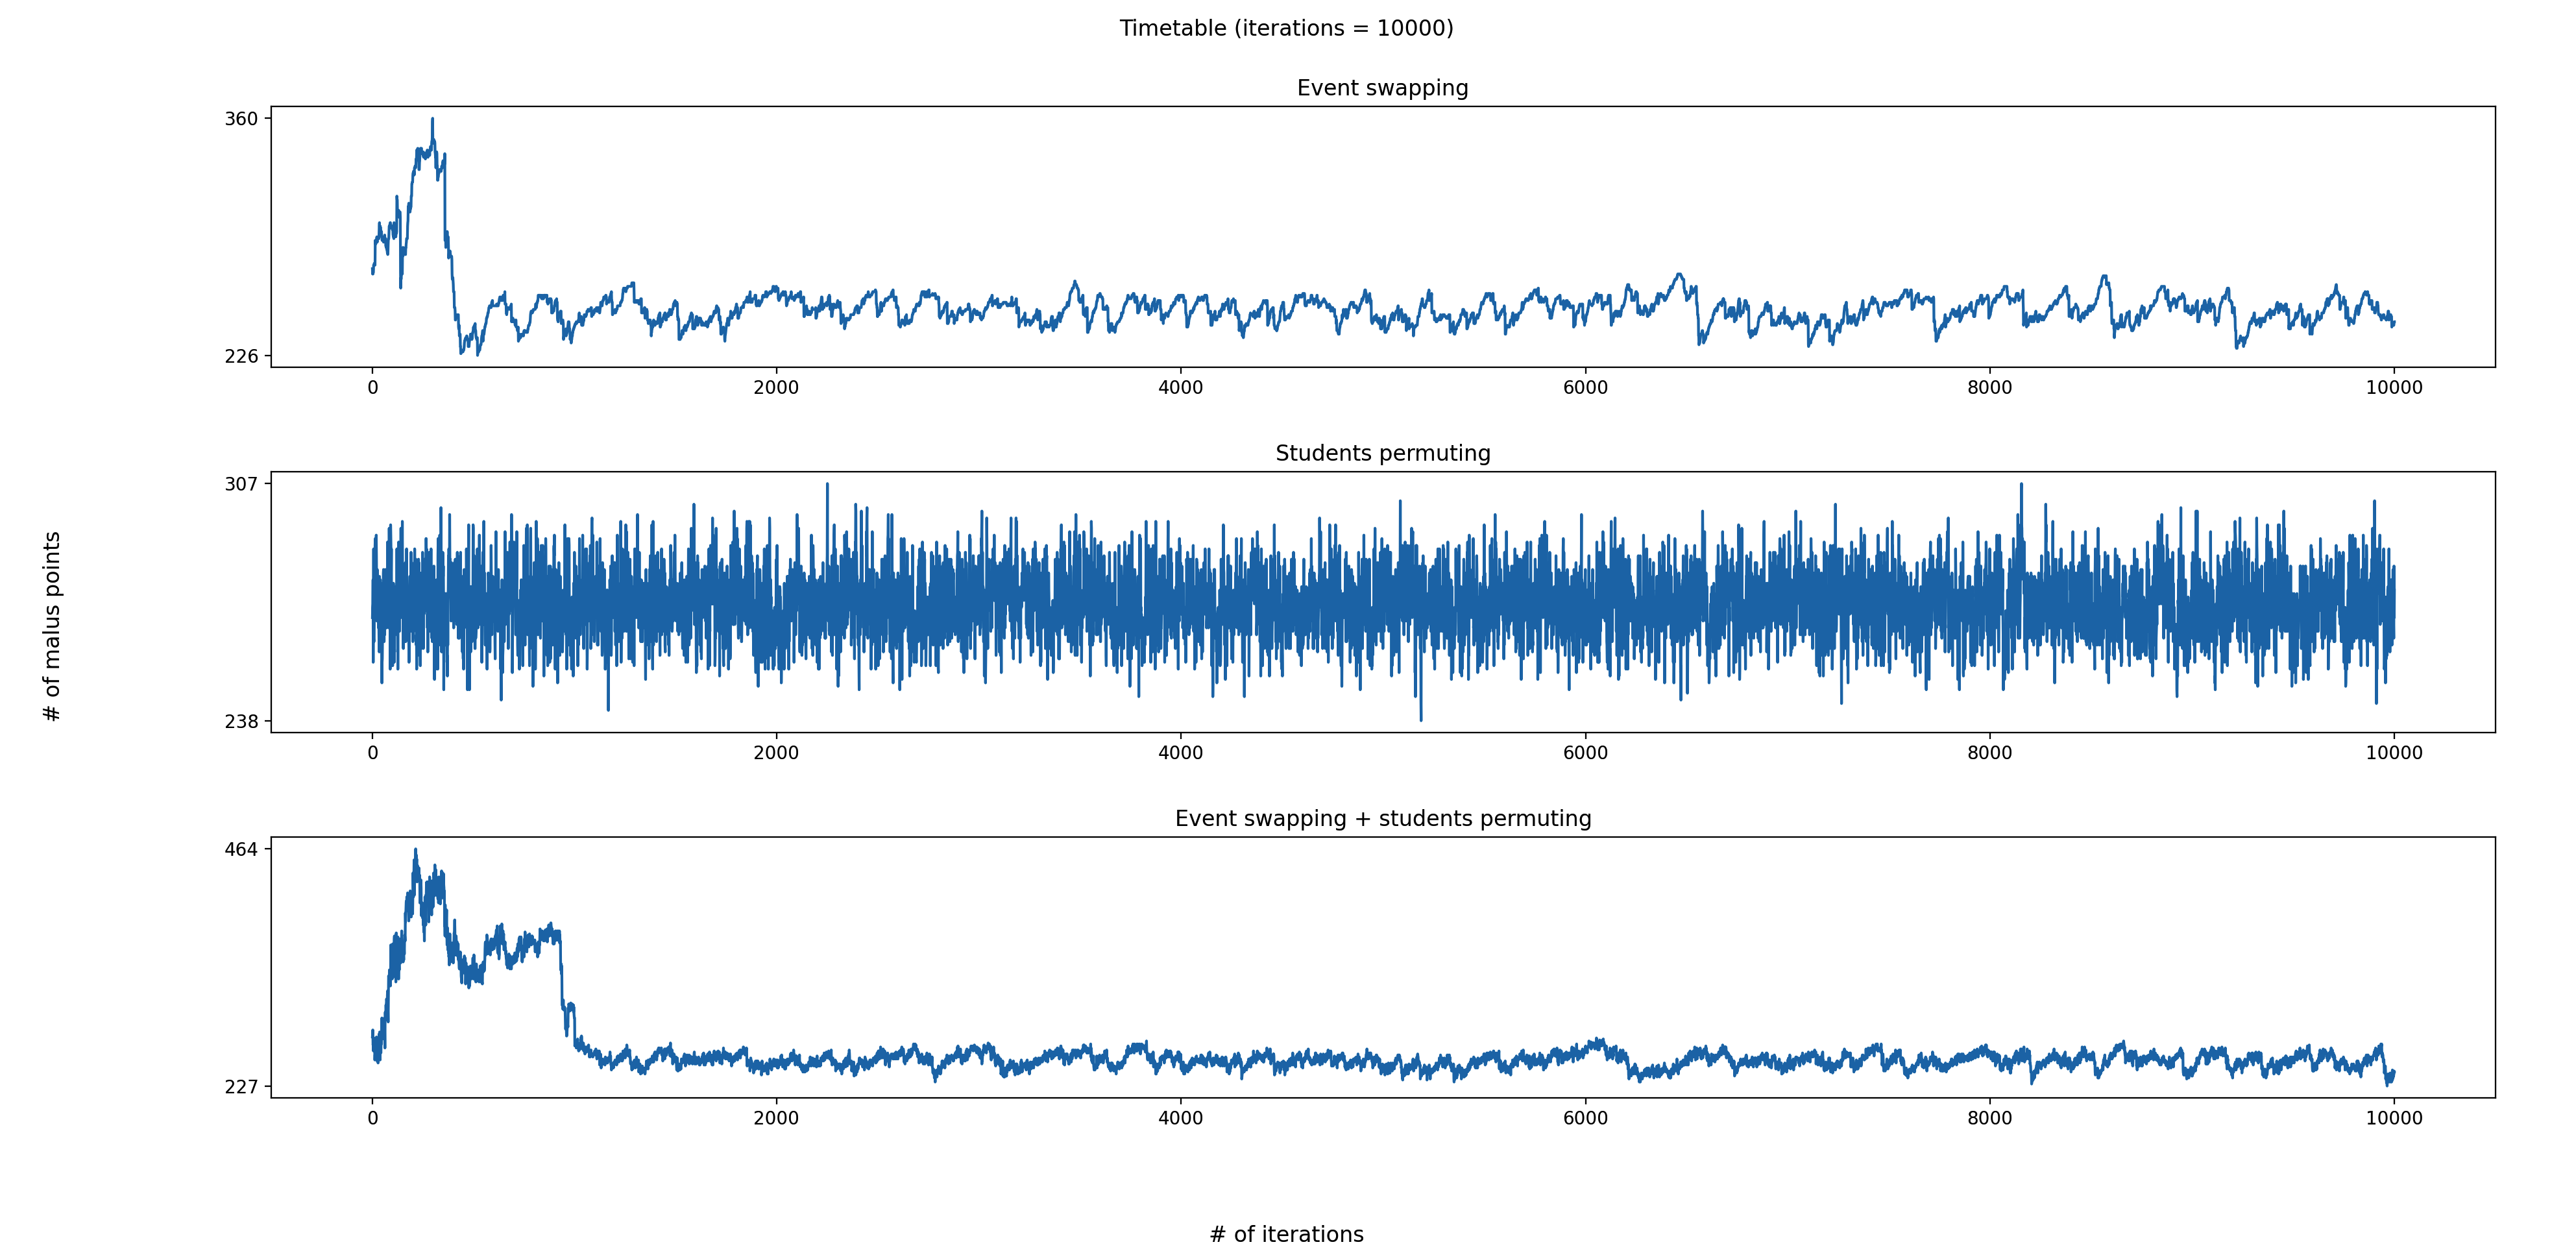 Timetable (iterations = 10000)
Event swapping
360
226
0 2000 4000 6000 8000 10000
Students permuting
307
238
0 2000 4000 6000 8000 10000
Event swapping + students permuting
464
227
0 2000 4000 6000 8000 10000
# of malus points
# of iterations